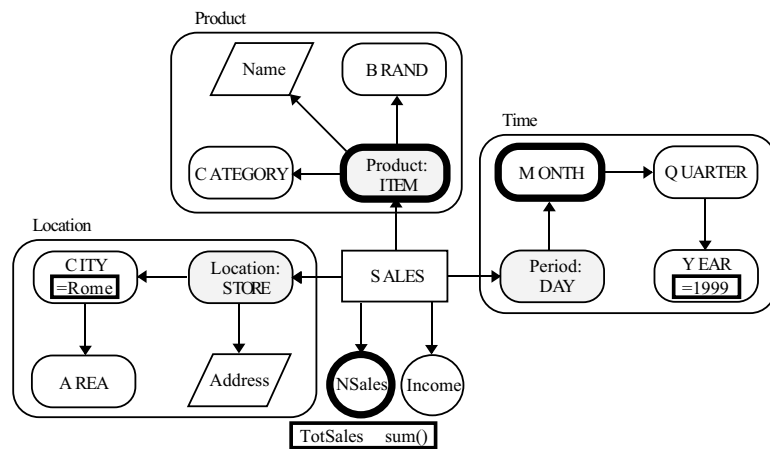 Product
Name
BRAND
CATEGORY
Product:
ITEM
Time
MONTH
QUARTER
Period:
DAY
YEAR
=1999
Location
CITY
=Rome
Location:
STORE
SALES
AREA
Address
NSales
Income
TotSales sum()